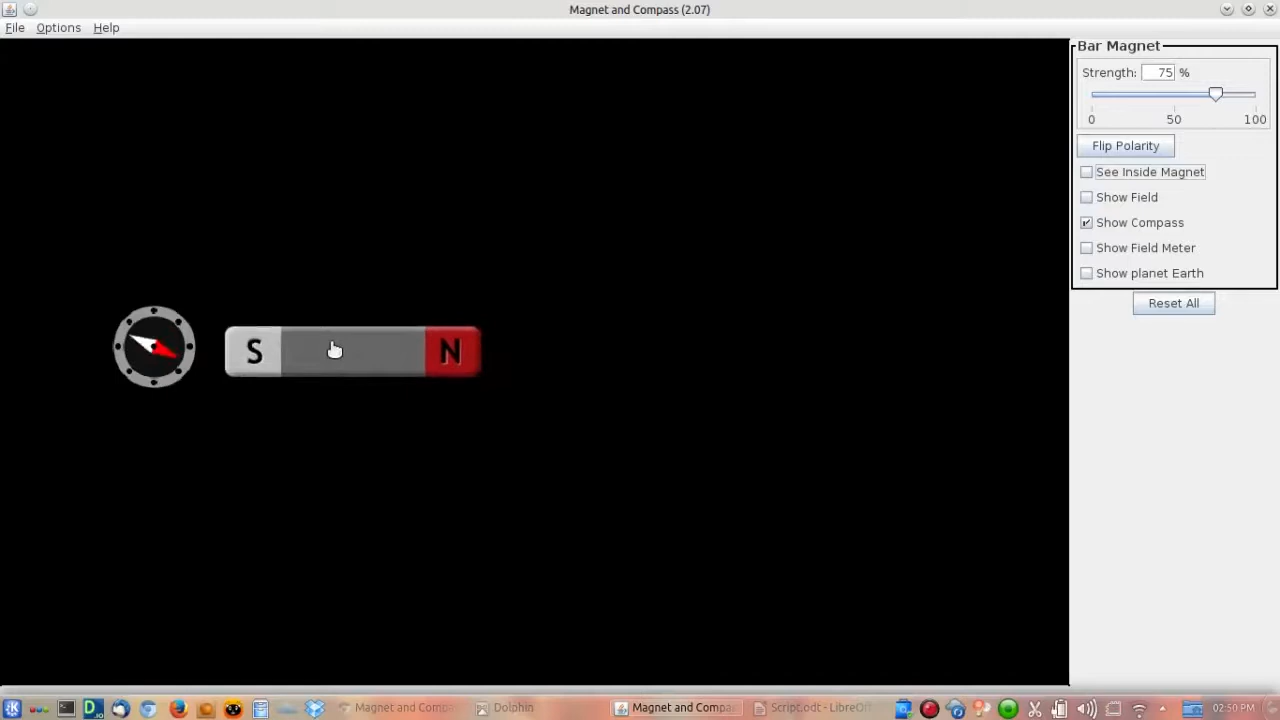 Magnet and Compass (2.07)
File Options Help
Bar Magnet
Strength: 75 %
0 50 100
Flip Polarity
See Inside Magnet
Show Field
Show Compass
Show Field Meter
Show planet Earth
Reset All
S N
Magnet and Compa
Dolphin
Magnet and Compa
Script.odt - LibreOf
02:50 PM